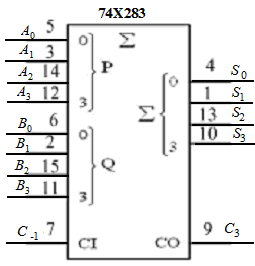 74X283
A0 5
A1 3
A2 14
A3 12
B0 6
B1 2
B2 15
B3 11
C-1 7
0
3
P
0
3
Q
CI
Σ
Σ
0
3
CO
4 S0
1 S1
13 S2
10 S3
9 C3